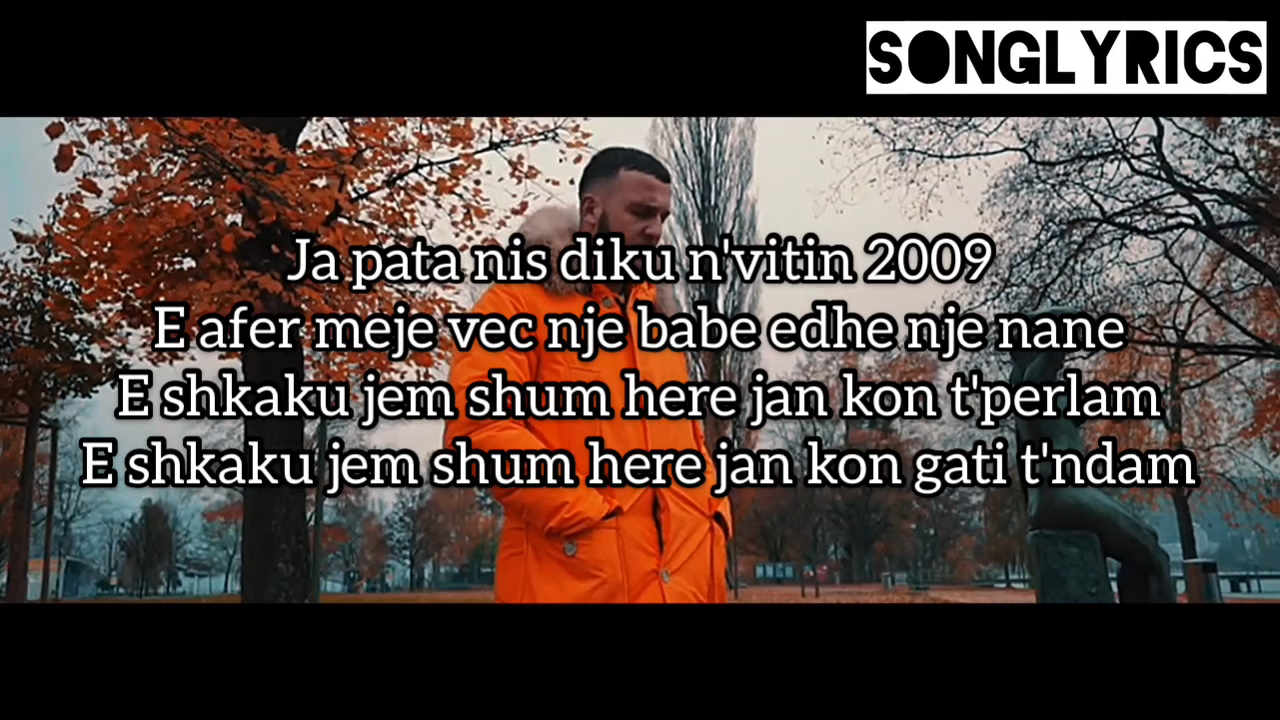 SONGLYRICS
Ja pata nis diku n'vitin 2009
E afer meje vec nje babe edhe nje nane
E shkaku jem shum here jan kon t'perlam
E shkaku jem shum here jan kon gati t'ndam